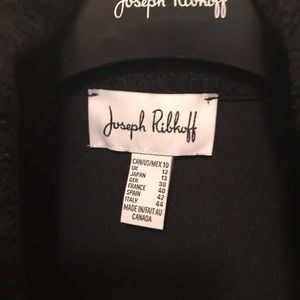 Joseph Ribkoff
Joseph Ribkoff
CAN/US/MEX 10
UK 12
JAPAN 13
GER 38
FRANCE 40
SPAIN 42
ITALY 44
MADE IN/FAIT AU
CANADA